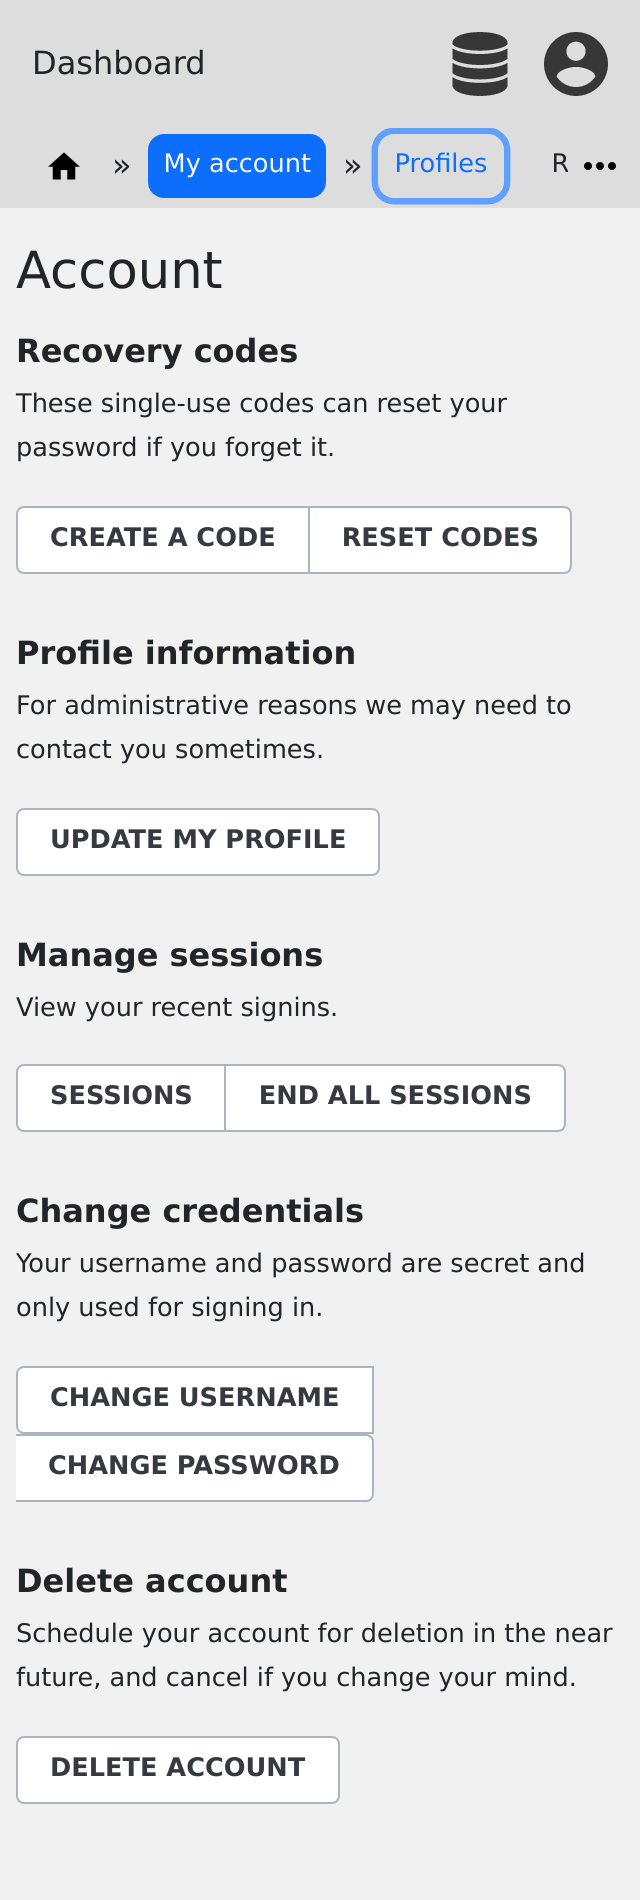 Dashboard
» My account » Profiles R
Account
Recovery codes
These single-use codes can reset your
password if you forget it.
CREATE A CODE RESET CODES
Profile information
For administrative reasons we may need to
contact you sometimes.
UPDATE MY PROFILE
Manage sessions
View your recent signins.
SESSIONS END ALL SESSIONS
Change credentials
Your username and password are secret and
only used for signing in.
CHANGE USERNAME
CHANGE PASSWORD
Delete account
Schedule your account for deletion in the near
future, and cancel if you change your mind.
DELETE ACCOUNT